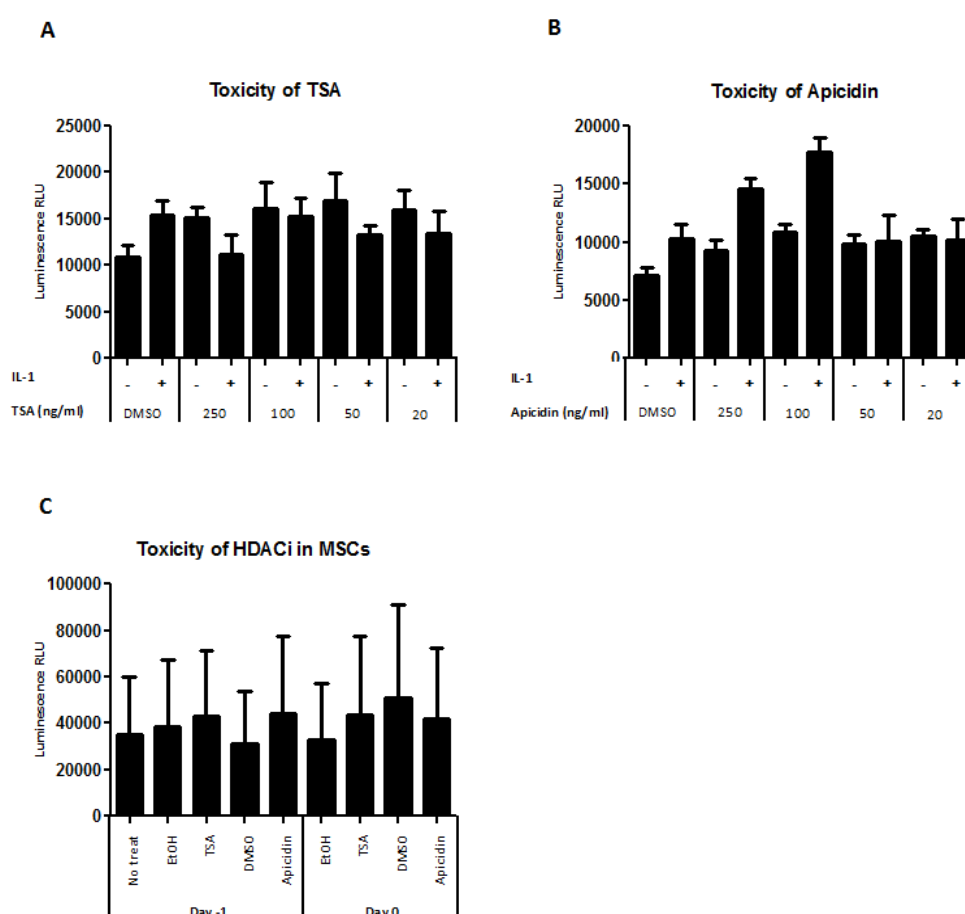 A
Toxicity of TSA
25000
20000
15000
10000
5000
0
Luminescence RLU
IL-1 - + - + - + - + - +
TSA (ng/ml) DMSO 250 100 50 20
B
Toxicity of Apicidin
20000
15000
10000
5000
0
Luminescence RLU
IL-1 - + - + - + - + - +
Apicidin (ng/ml) DMSO 250 100 50 20
C
Toxicity of HDACi in MSCs
100000
80000
60000
40000
20000
0
Luminescence RLU
No treat EtOH TSA DMSO Apicidin EtOH TSA DMSO Apicidin
Day -1 Day 0